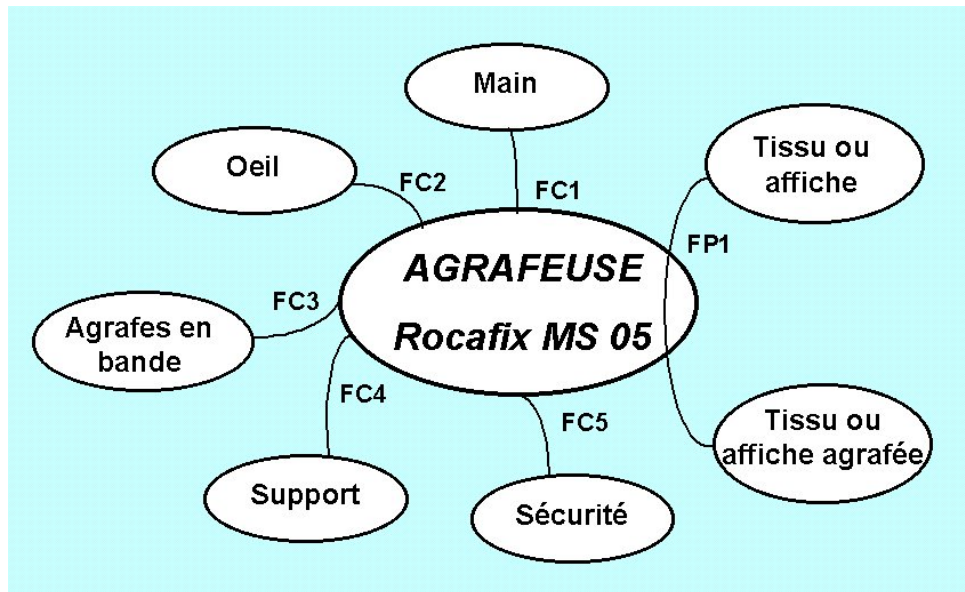 Main
Oeil
Tissu ou
affiche
FC2
FC1
FP1
AGRAFEUSE
Rocafix MS 05
FC3
Agrafes en
bande
FC4
FC5
Tissu ou
affiche agrafée
Support
Sécurité